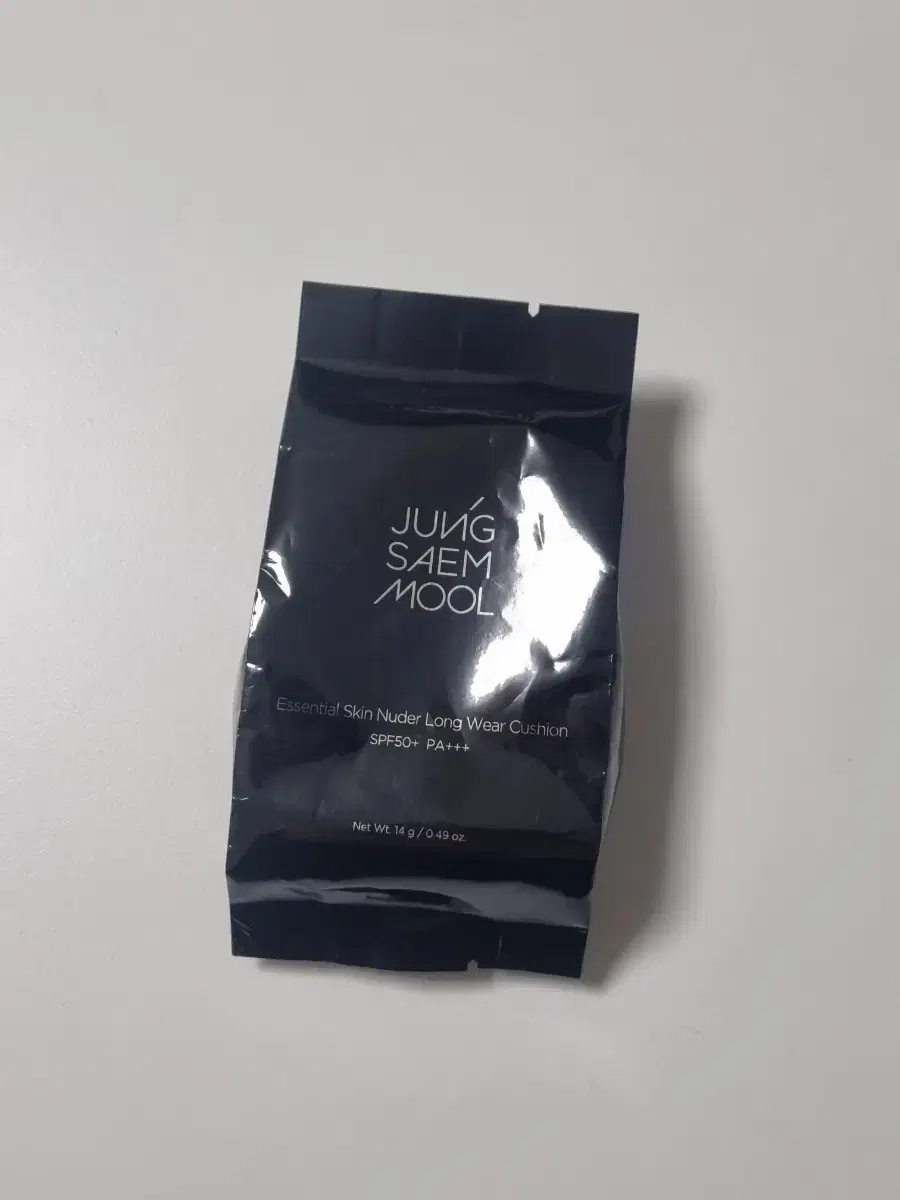 JUNG
SAEM
MOOL
Essential Skin Nuder Long Wear Cushion
SPF50+ PA+++
Net Wt. 14 g / 0.49 oz.